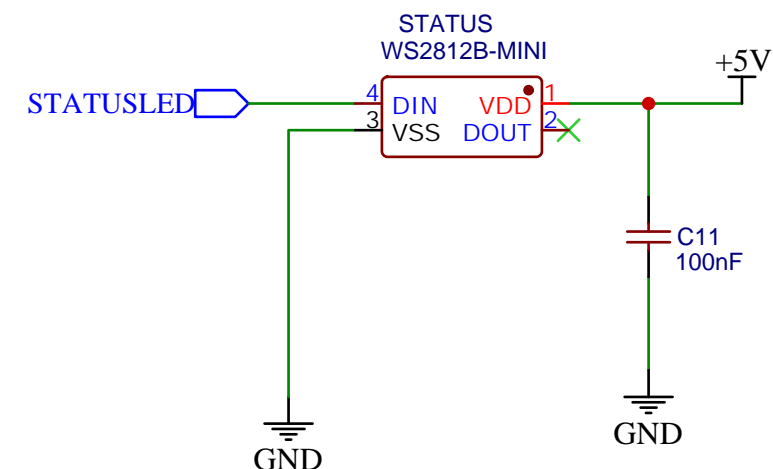 STATUS
WS2812B-MINI
+5V
STATUSLED
4 DIN VDD 1
3 VSS DOUT 2
C11
100nF
GND
GND